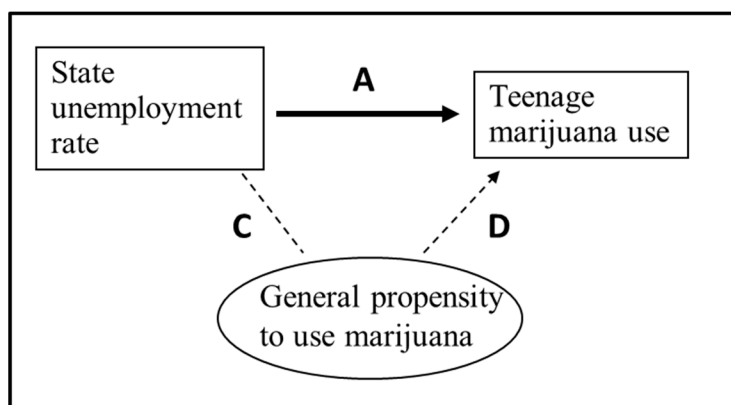 State
unemployment
rate
A
Teenage
marijuana use
C
D
General propensity
to use marijuana